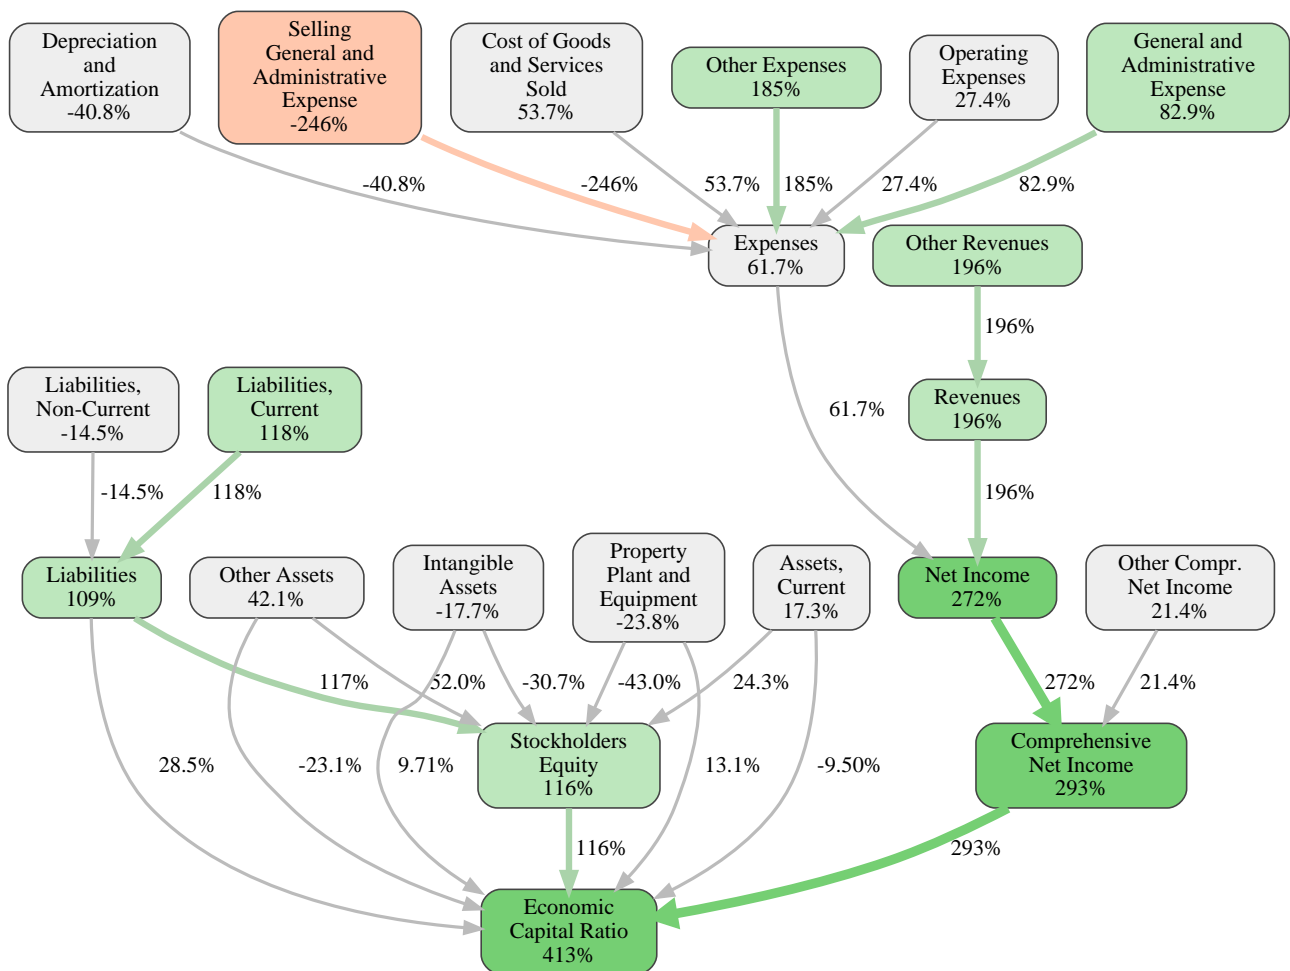 Depreciation
and
Amortization
-40.8%
Selling
General and
Administrative
Expense
-246%
Cost of Goods
and Services
Sold
53.7%
Other Expenses
185%
Operating
Expenses
27.4%
General and
Administrative
Expense
82.9%
-40.8%
-246%
53.7%
185%
27.4%
82.9%
Expenses
61.7%
Other Revenues
196%
196%
Liabilities,
Non-Current
-14.5%
Liabilities,
Current
118%
61.7%
Revenues
196%
-14.5%
118%
196%
Liabilities
109%
Other Assets
42.1%
Intangible
Assets
-17.7%
Property
Plant and
Equipment
-23.8%
Assets,
Current
17.3%
Net Income
272%
Other Compr.
Net Income
21.4%
117%
52.0%
-30.7%
-43.0%
24.3%
272%
21.4%
28.5%
-23.1%
9.71%
Stockholders
Equity
116%
13.1%
-9.50%
Comprehensive
Net Income
293%
116%
293%
Economic
Capital Ratio
413%